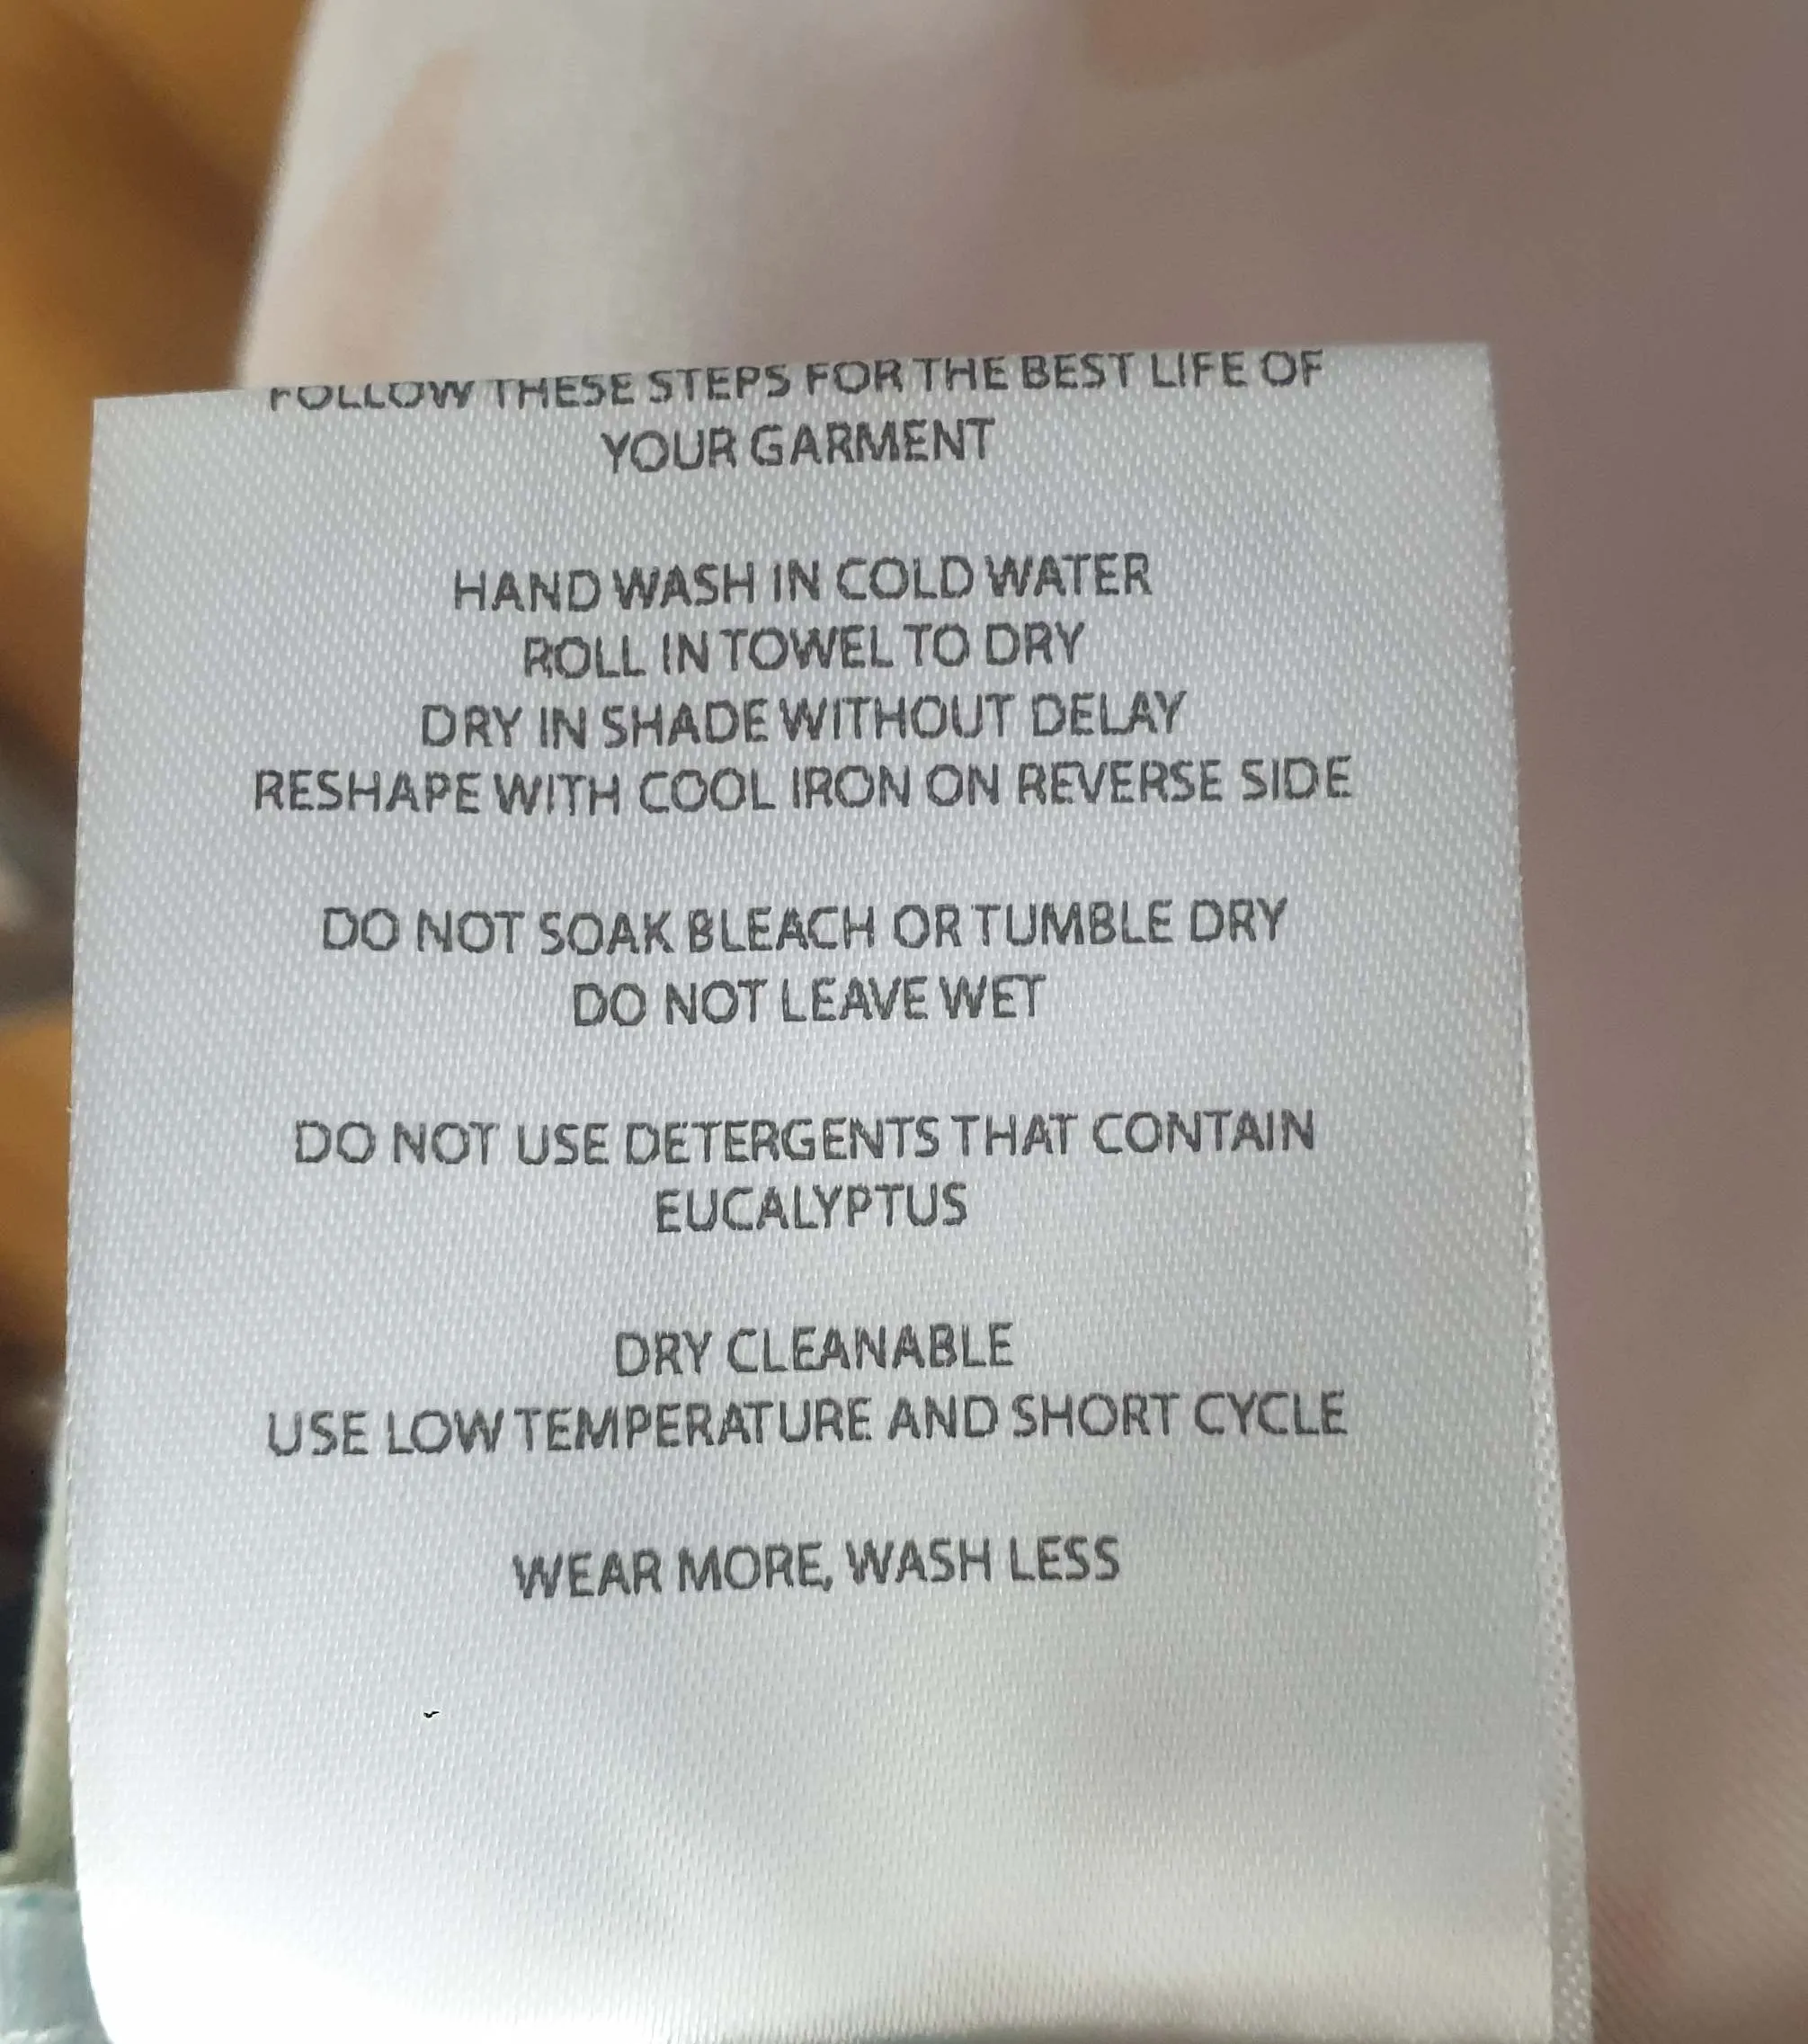 FOLLOW THESE STEPS FOR THE BEST LIFE OF
YOUR GARMENT
HAND WASH IN COLD WATER
ROLL IN TOWEL TO DRY
DRY IN SHADE WITHOUT DELAY
RESHAPE WITH COOL IRON ON REVERSE SIDE
DO NOT SOAK BLEACH OR TUMBLE DRY
DO NOT LEAVE WET
DO NOT USE DETERGENTS THAT CONTAIN
EUCALYPTUS
DRY CLEANABLE
USE LOW TEMPERATURE AND SHORT CYCLE
WEAR MORE, WASH LESS